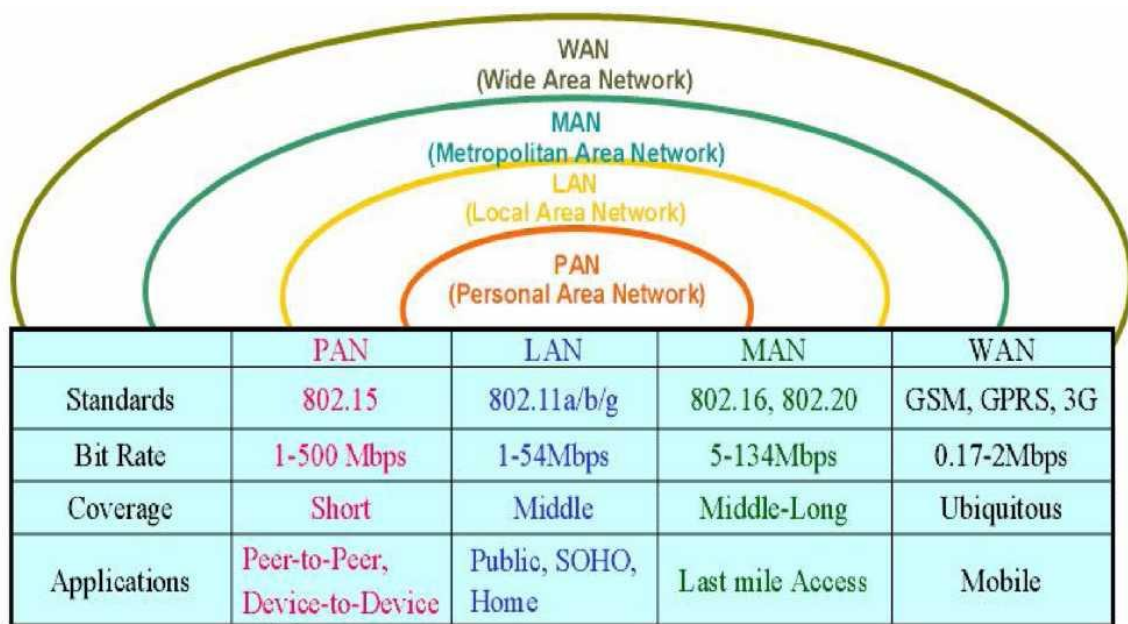 WAN
(Wide Area Network)
MAN
(Metropolitan Area Network)
LAN
(Local Area Network)
PAN
(Personal Area Network)
PAN LAN MAN WAN
Standards 802.15 802.11a/b/g 802.16, 802.20 GSM, GPRS, 3G
Bit Rate 1-500 Mbps 1-54Mbps 5-134Mbps 0.17-2Mbps
Coverage Short Middle Middle-Long Ubiquitous
Applications Peer-to-Peer, Device-to-Device Public, SOHO, Home Last mile Access Mobile